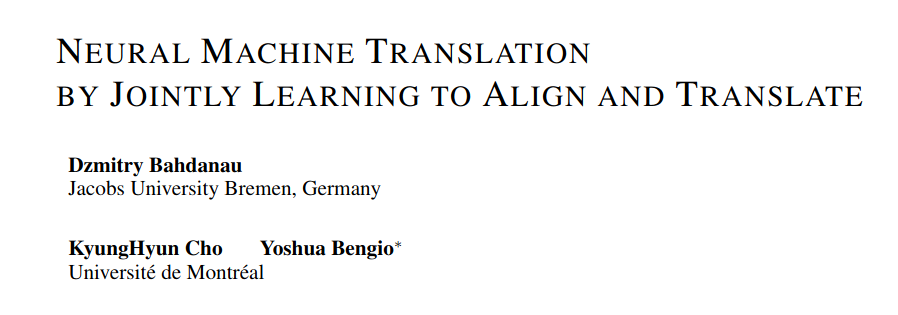 NEURAL MACHINE TRANSLATION
BY JOINTLY LEARNING TO ALIGN AND TRANSLATE
Dzmitry Bahdanau
Jacobs University Bremen, Germany
KyungHyun Cho Yoshua Bengio*
Université de Montréal